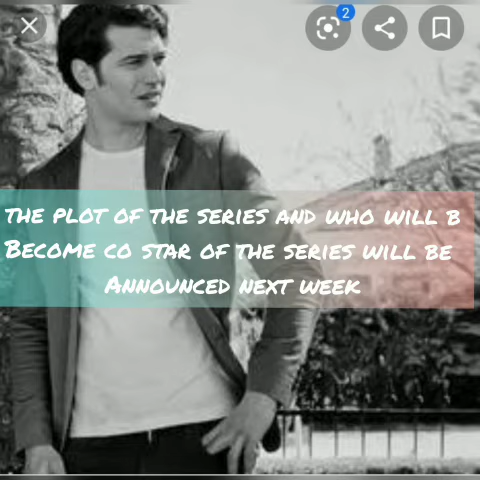 2
THE PLOT OF THE SERIES AND WHO WILL B
BECOME CO STAR OF THE SERIES WILL BE
ANNOUNCED NEXT WEEK